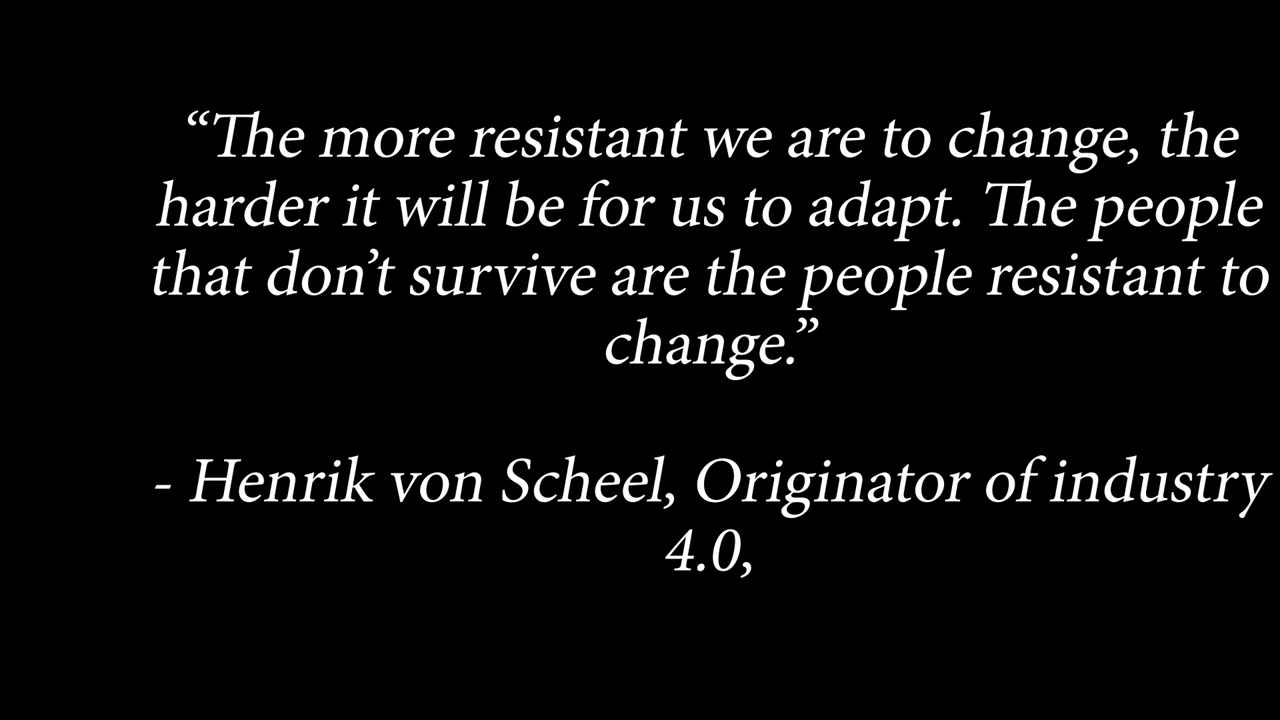 “The more resistant we are to change, the
harder it will be for us to adapt. The people
that don’t survive are the people resistant to
change.”
- Henrik von Scheel, Originator of industry
4.0,